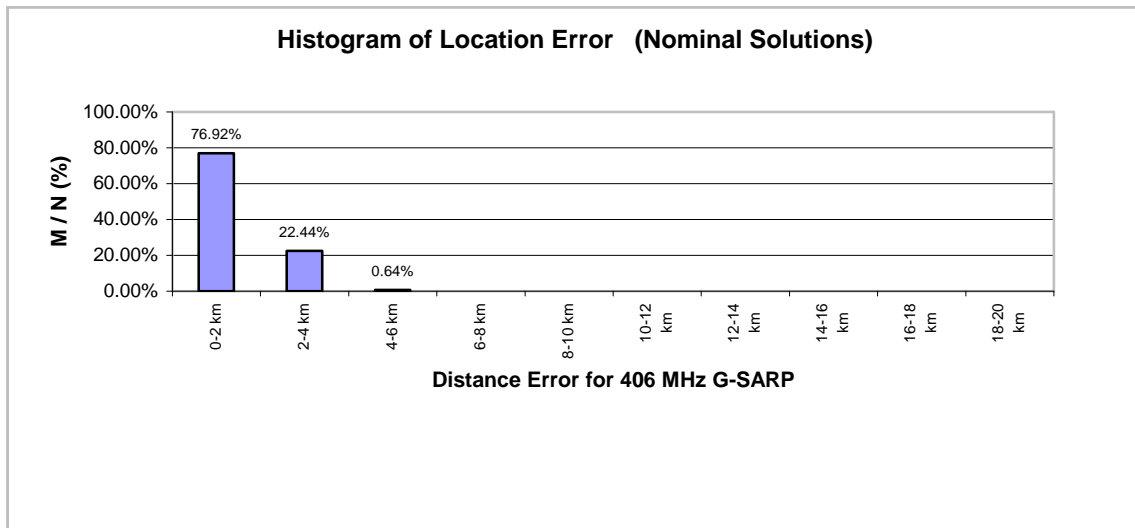 Histogram of Location Error (Nominal Solutions)
100.00%
80.00%
60.00%
40.00%
20.00%
0.00%
M / N (%)
76.92%
22.44%
0.64%
0-2 km
2-4 km
4-6 km
6-8 km
8-10 km
10-12
km
12-14
km
14-16
km
16-18
km
18-20
km
Distance Error for 406 MHz G-SARP